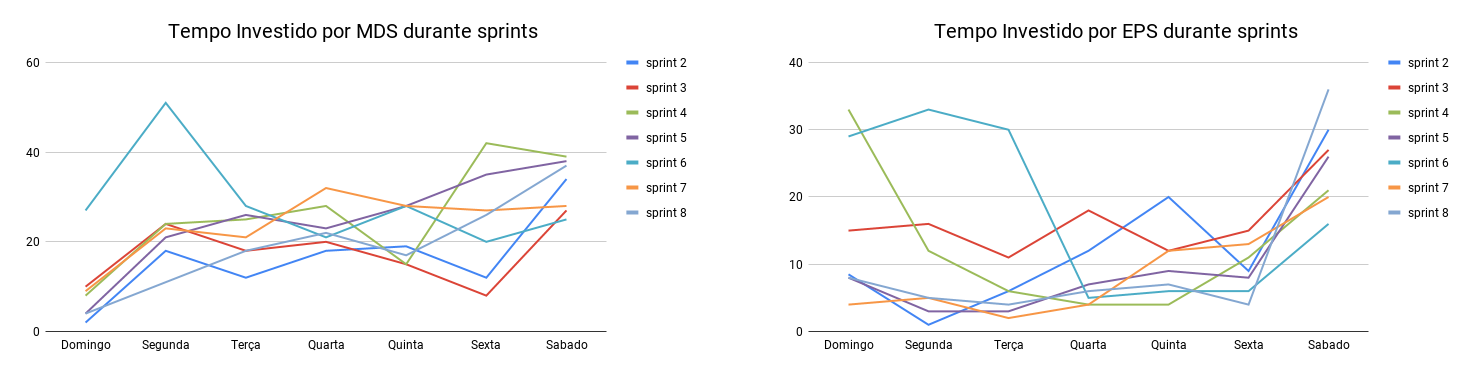 Tempo Investido por MDS durante sprints
60
40
20
0
Domingo
Segunda
Terça
Quarta
Quinta
Sexta
Sabado
sprint 2
sprint 3
sprint 4
sprint 5
sprint 6
sprint 7
sprint 8
Tempo Investido por EPS durante sprints
40
30
20
10
0
Domingo
Segunda
Terça
Quarta
Quinta
Sexta
Sabado
sprint 2
sprint 3
sprint 4
sprint 5
sprint 6
sprint 7
sprint 8